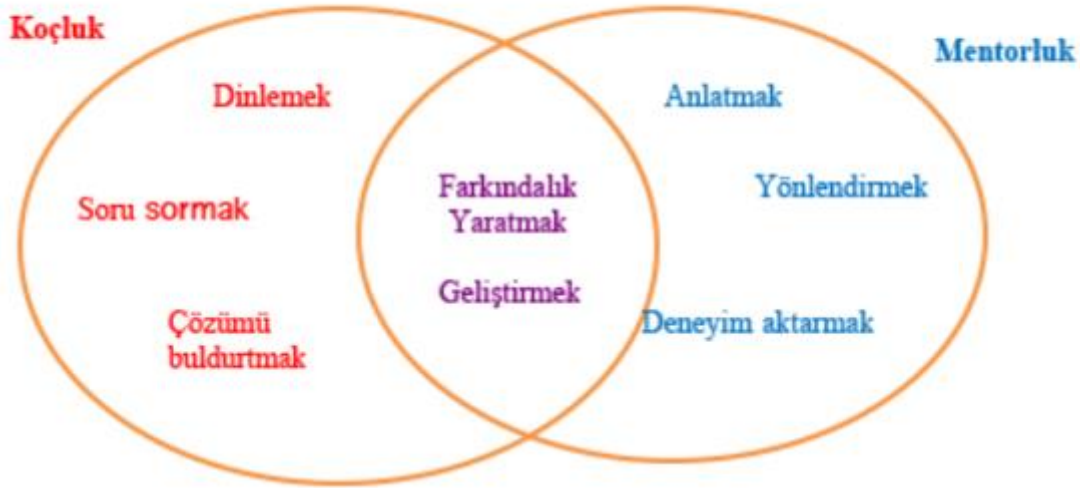 Koçluk
Mentorluk
Dinlemek
Anlatmak
Farkındalık
Yaratmak
Yönlendirmek
Soru sormak
Geliştirmek
Çözümü
buldurtmak
Deneyim aktarmak